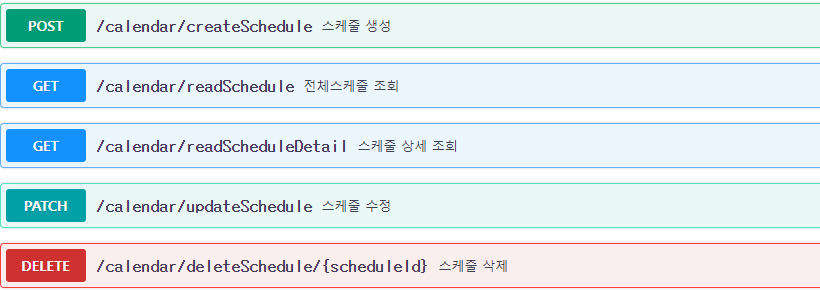 POST /calendar/createSchedule 스케줄 생성
GET /calendar/readSchedule 전체스케줄 조회
GET /calendar/readScheduleDetail 스케줄 상세 조회
PATCH /calendar/updateSchedule 스케줄 수정
DELETE /calendar/deleteSchedule/{scheduleId} 스케줄 삭제